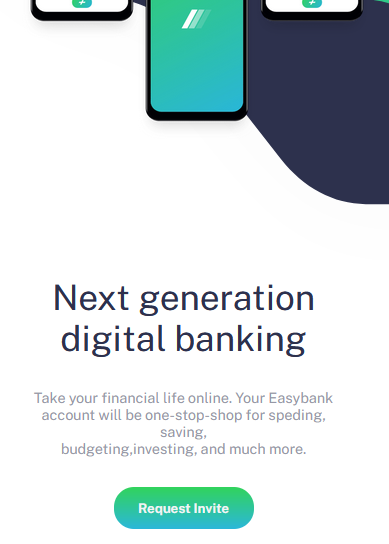 Next generation
digital banking
Take your financial life online. Your Easybank
account will be one-stop-shop for speding,
saving,
budgeting,investing, and much more.
Request Invite